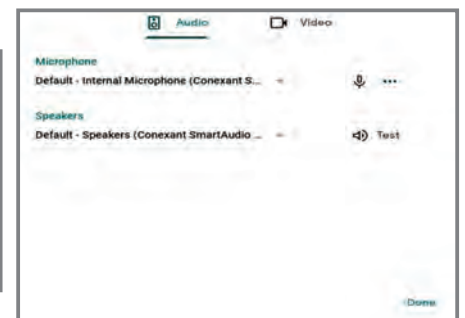 Audio Video
Microphone
Default - Internal Microphone (Conexant S...
Speakers
Default - Speakers (Conexant SmartAudio ... Test
Done